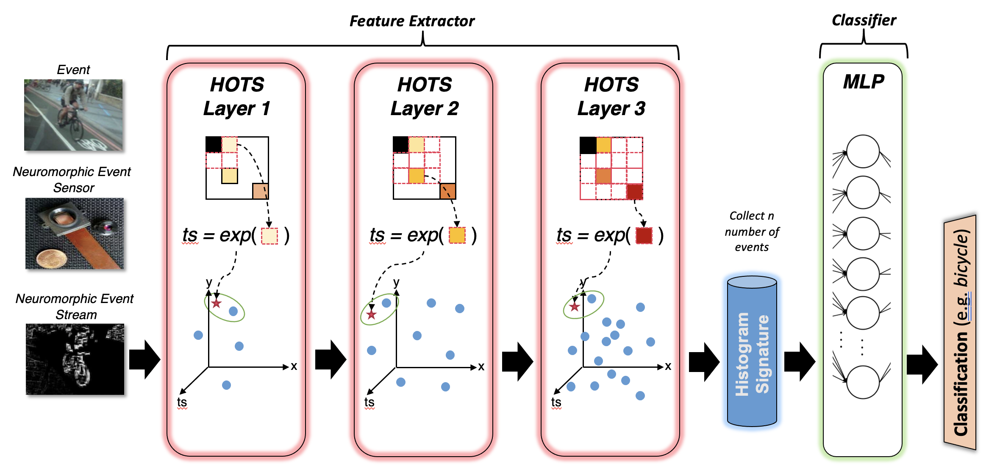 Feature Extractor
Classifier
Event
Neuromorphic Event
Sensor
Neuromorphic Event
Stream
HOTS
Layer 1
ts = exp( )
y
x
ts
HOTS
Layer 2
ts = exp( )
y
x
ts
HOTS
Layer 3
ts = exp( )
y
x
ts
Collect n
number of
events
Histogram
Signature
MLP
Classification (e.g. bicycle)